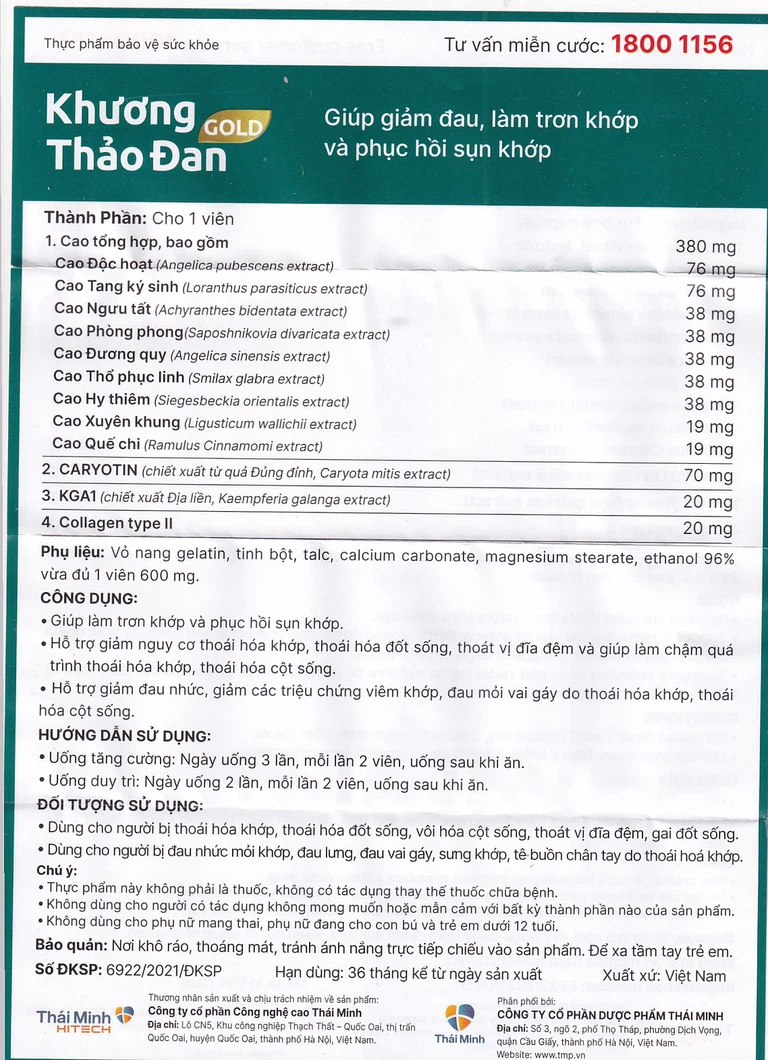 Thực phẩm bảo vệ sức khỏe
Tư vấn miễn cước: 1800 1156
Khương
GOLD
Thảo Đan
Giúp giảm đau, làm trơn khớp
và phục hồi sụn khớp
Thành Phần: Cho 1 viên
1. Cao tổng hợp, bao gồm 380 mg
Cao Độc hoạt (Angelica pubescens extract) 76 mg
Cao Tang ký sinh (Loranthus parasiticus extract) 76 mg
Cao Ngưu tất (Achyranthes bidentata extract) 38 mg
Cao Phòng phong(Saposhnikovia divaricata extract) 38 mg
Cao Đương quy (Angelica sinensis extract) 38 mg
Cao Thổ phục linh (Smilax glabra extract) 38 mg
Cao Hy thiêm (Siegesbeckia orientalis extract) 38 mg
Cao Xuyên khung (Ligusticum wallichii extract) 19 mg
Cao Quế chi (Ramulus Cinnamomi extract) 19 mg
2. CARYOTIN (chiết xuất từ quả Đủng đỉnh, Caryota mitis extract) 70 mg
3. KGA1 (chiết xuất Địa liền, Kaempferia galanga extract) 20 mg
4. Collagen type II 20 mg
Phụ liệu: Vỏ nang gelatin, tinh bột, talc, calcium carbonate, magnesium stearate, ethanol 96%
vừa đủ 1 viên 600 mg.
CÔNG DỤNG:
• Giúp làm trơn khớp và phục hồi sụn khớp.
• Hỗ trợ giảm nguy cơ thoái hóa khớp, thoái hóa đốt sống, thoát vị đĩa đệm và giúp làm chậm quá
trình thoái hóa khớp, thoái hóa cột sống.
• Hỗ trợ giảm đau nhức, giảm các triệu chứng viêm khớp, đau mỏi vai gáy do thoái hóa khớp, thoái
hóa cột sống.
HƯỚNG DẪN SỬ DỤNG:
• Uống tăng cường: Ngày uống 3 lần, mỗi lần 2 viên, uống sau khi ăn.
• Uống duy trì: Ngày uống 2 lần, mỗi lần 2 viên, uống sau khi ăn.
ĐỐI TƯỢNG SỬ DỤNG:
• Dùng cho người bị thoái hóa khớp, thoái hóa đốt sống, vôi hóa cột sống, thoát vị đĩa đệm, gai đốt sống.
• Dùng cho người bị đau nhức mỏi khớp, đau lưng, đau vai gáy, sưng khớp, tê buồn chân tay do thoái hoá khớp.
Chú ý:
• Thực phẩm này không phải là thuốc, không có tác dụng thay thế thuốc chữa bệnh.
• Không dùng cho người có tác dụng không mong muốn hoặc mẫn cảm với bất kỳ thành phần nào của sản phẩm.
• Không dùng cho phụ nữ mang thai, phụ nữ đang cho con bú và trẻ em dưới 12 tuổi.
Bảo quản: Nơi khô ráo, thoáng mát, tránh ánh nắng trực tiếp chiếu vào sản phẩm. Để xa tầm tay trẻ em.
Số ĐKSP: 6922/2021/ĐKSP Hạn dùng: 36 tháng kể từ ngày sản xuất Xuất xứ: Việt Nam
Thái Minh
HITECH
Thương nhân sản xuất và chịu trách nhiệm về sản phẩm:
Công ty cổ phần Công nghệ cao Thái Minh
Địa chỉ: Lô CN5, Khu công nghiệp Thạch Thất – Quốc Oai, thị trấn
Quốc Oai, huyện Quốc Oai, thành phố Hà Nội, Việt Nam.
Thái Minh
Phân phối bởi:
CÔNG TY CỔ PHẦN DƯỢC PHẨM THÁI MINH
Địa chỉ: Số 3, ngõ 2, phố Thọ Tháp, phường Dịch Vọng,
quận Cầu Giấy, thành phố Hà Nội, Việt Nam.
Website: www.tmp.vn